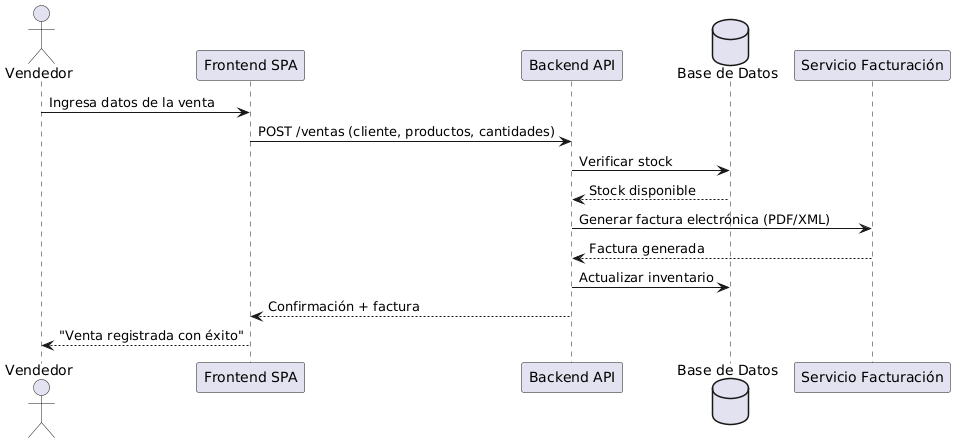 Vendedor
Frontend SPA
Backend API
Base de Datos
Servicio Facturación
Ingresa datos de la venta
POST /ventas (cliente, productos, cantidades)
Verificar stock
Stock disponible
Generar factura electrónica (PDF/XML)
Factura generada
Actualizar inventario
Confirmación + factura
"Venta registrada con éxito"
Vendedor
Frontend SPA
Backend API
Base de Datos
Servicio Facturación